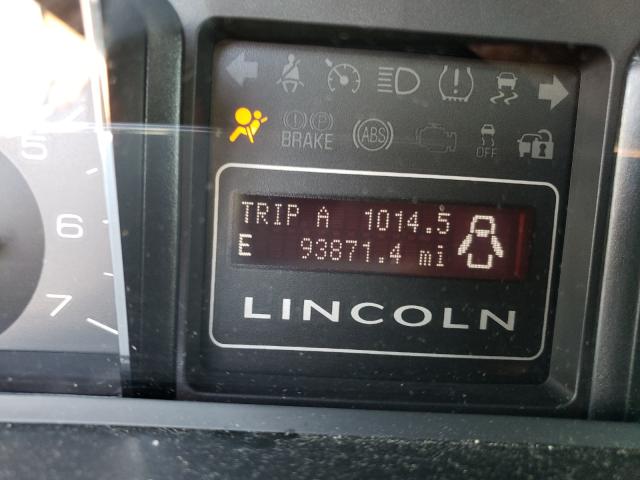 BRAKE
ABS
OFF
5
6
7
TRIP A 1014.5
E 93871.4 mi
LINCOLN